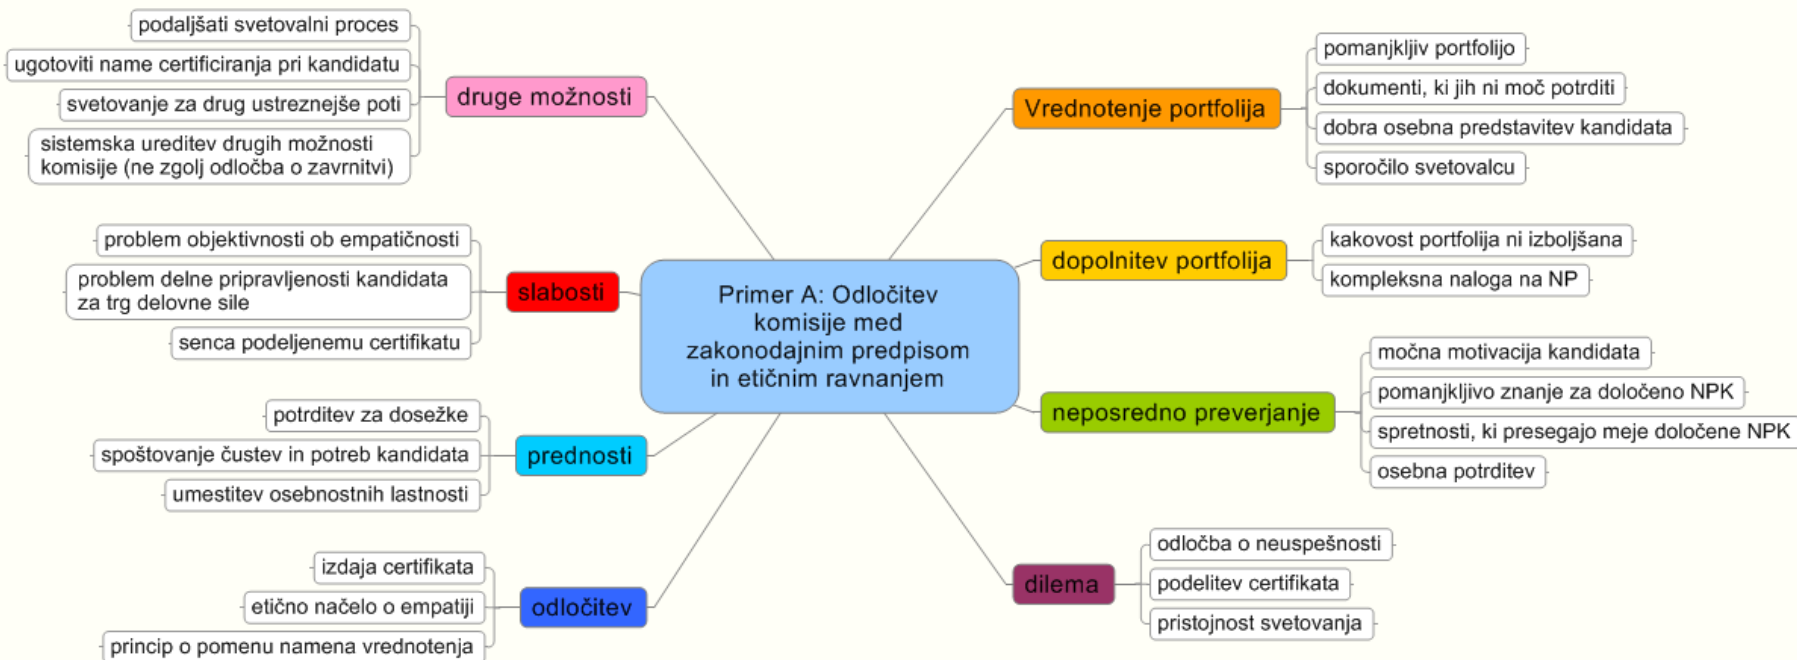 podaljšati svetovalni proces
ugotoviti name certificiranja pri kandidatu
svetovanje za drug ustreznejše poti
sistemska ureditev drugih možnosti
komisije (ne zgolj odločba o zavrnitvi)
druge možnosti
problem objektivnosti ob empatičnosti
problem delne pripravljenosti kandidata
za trg delovne sile
senca podeljenemu certifikatu
slabosti
potrditev za dosežke
spoštovanje čustev in potreb kandidata
umestitev osebnostnih lastnosti
prednosti
izdaja certifikata
etično načelo o empatiji
princip o pomenu namena vrednotenja
odločitev
Primer A: Odločitev
komisije med
zakonodajnim predpisom
in etičnim ravnanjem
Vrednotenje portfolija
pomanjkljiv portfolijo
dokumenti, ki jih ni moč potrditi
dobra osebna predstavitev kandidata
sporočilo svetovalcu
dopolnitev portfolija
kakovost portfolija ni izboljšana
kompleksna naloga na NP
neposredno preverjanje
močna motivacija kandidata
pomanjkljivo znanje za določeno NPK
spretnosti, ki presegajo meje določene NPK
osebna potrditev
dilema
odločba o neuspešnosti
podelitev certifikata
pristojnost svetovanja